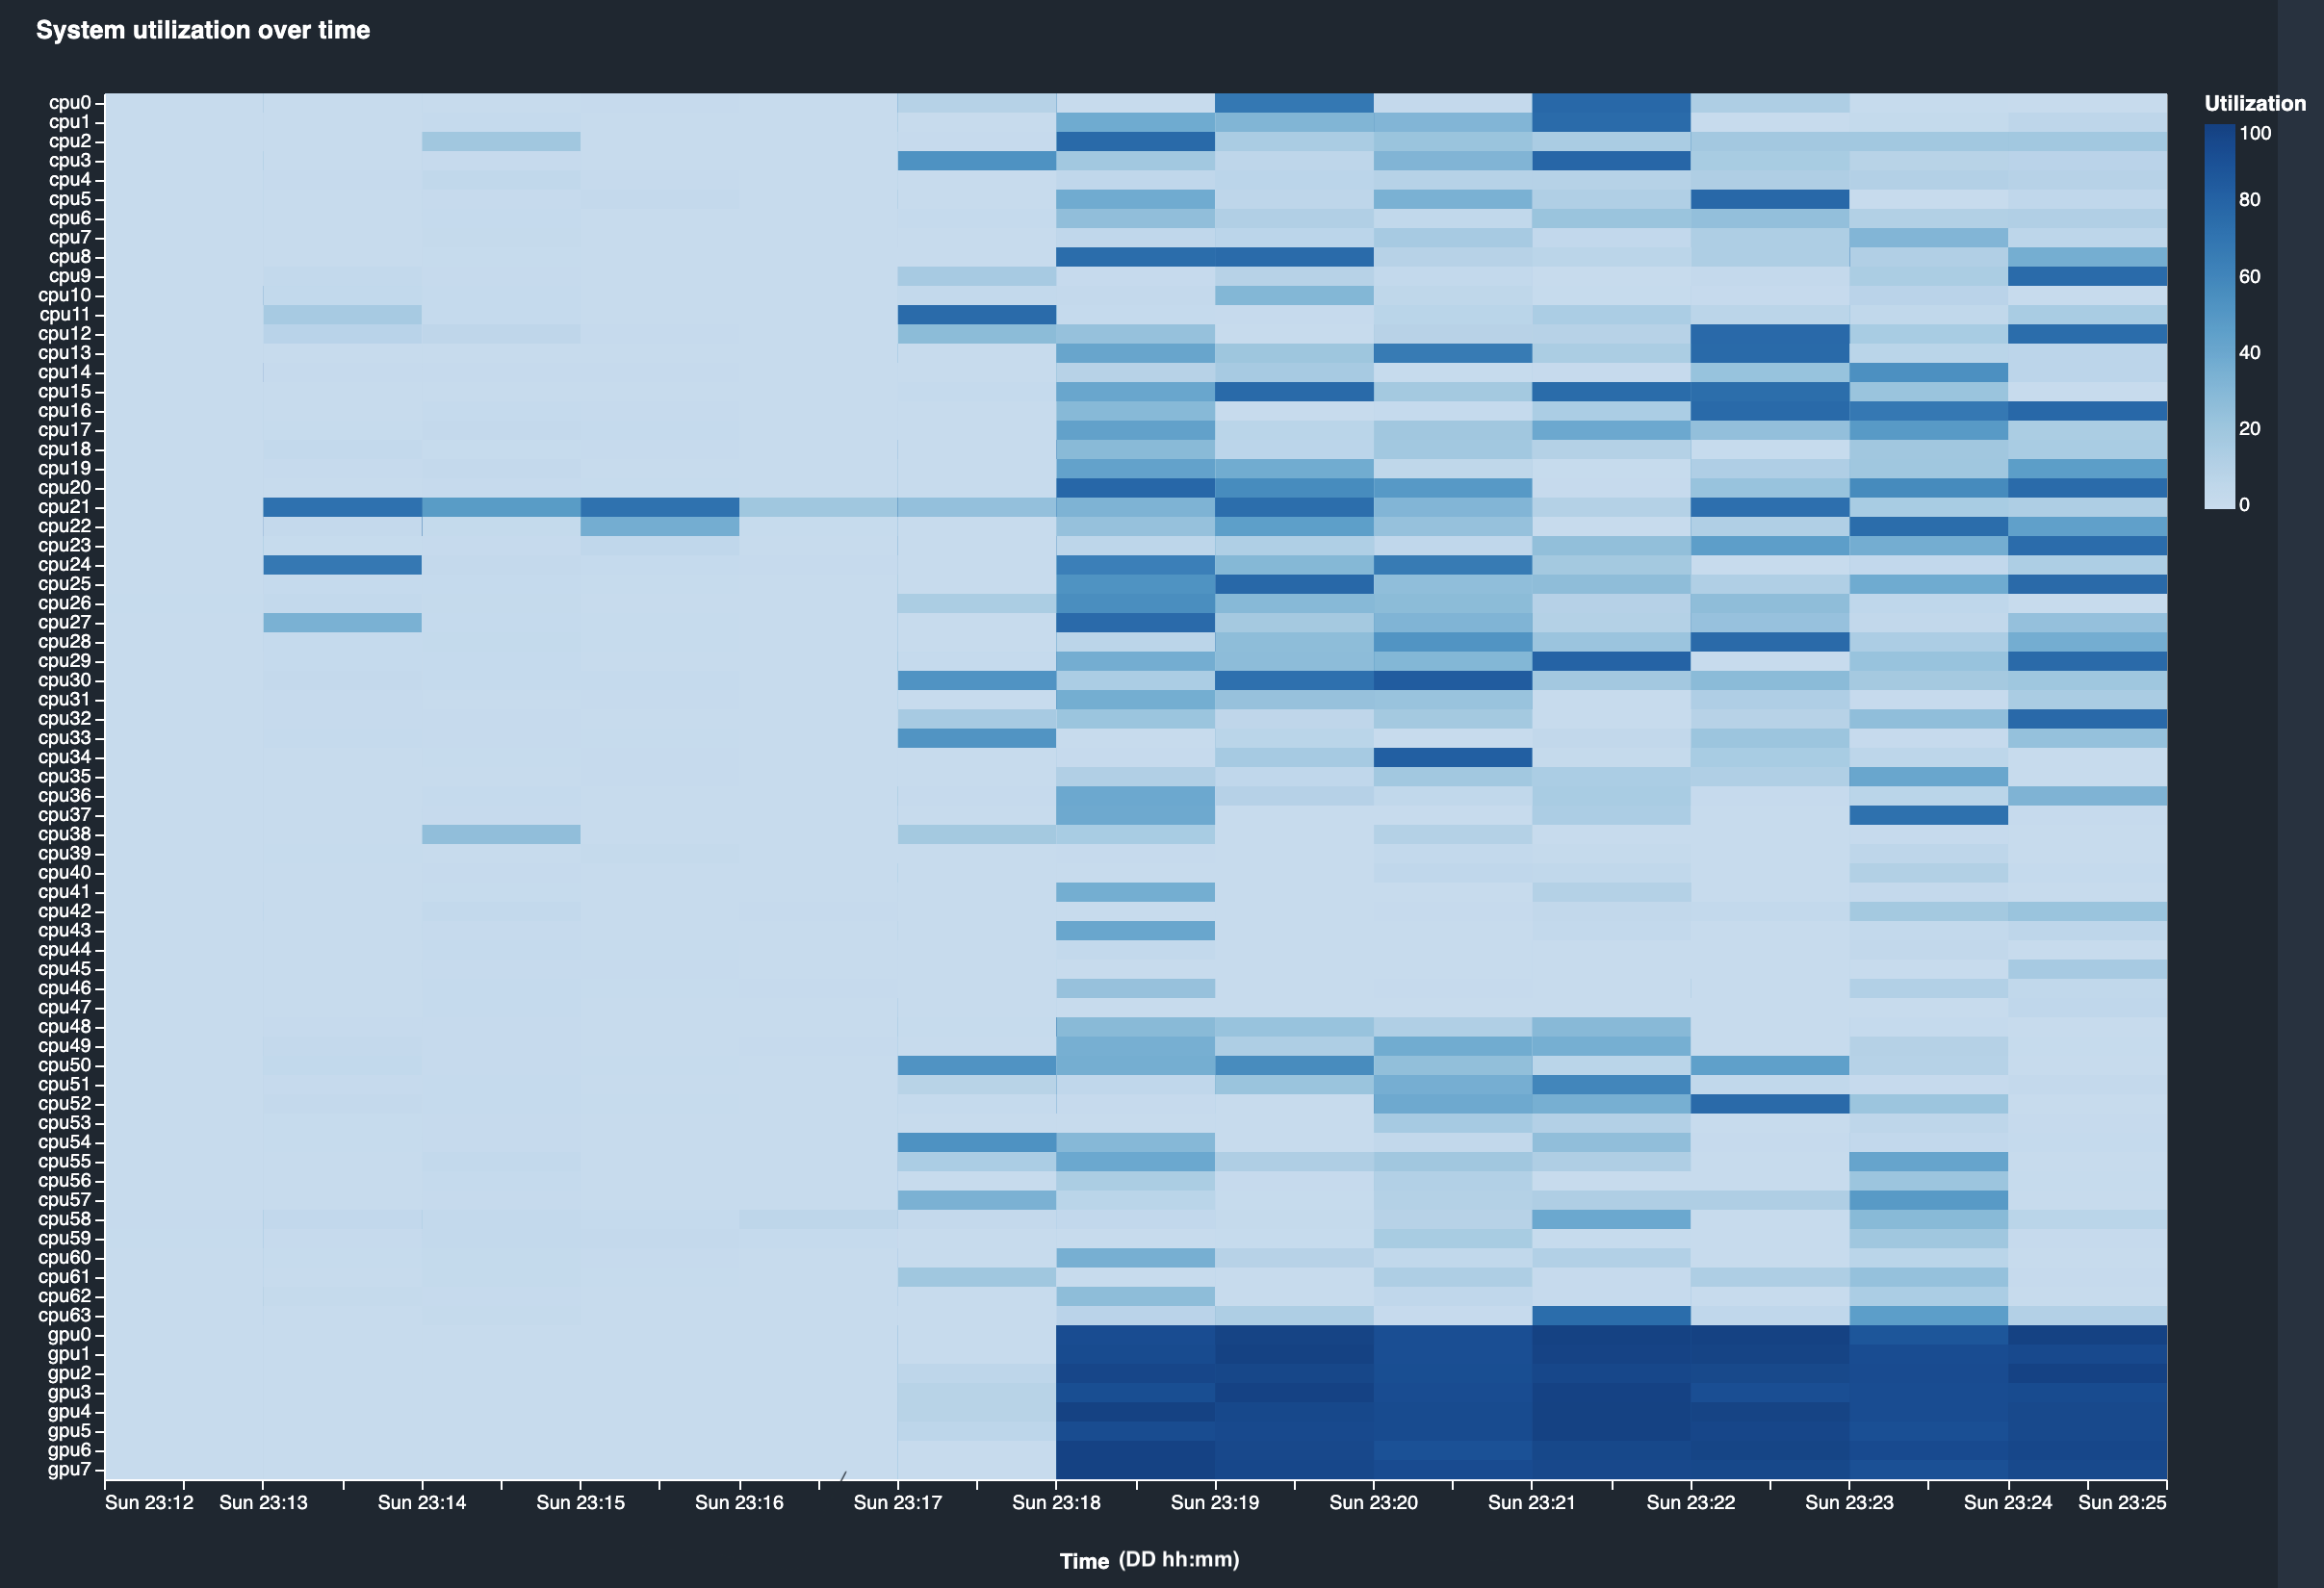 System utilization over time
Utilization
100
80
60
40
20
0
cpu0
cpu1
cpu2
cpu3
cpu4
cpu5
cpu6
cpu7
cpu8
cpu9
cpu10
cpu11
cpu12
cpu13
cpu14
cpu15
cpu16
cpu17
cpu18
cpu19
cpu20
cpu21
cpu22
cpu23
cpu24
cpu25
cpu26
cpu27
cpu28
cpu29
cpu30
cpu31
cpu32
cpu33
cpu34
cpu35
cpu36
cpu37
cpu38
cpu39
cpu40
cpu41
cpu42
cpu43
cpu44
cpu45
cpu46
cpu47
cpu48
cpu49
cpu50
cpu51
cpu52
cpu53
cpu54
cpu55
cpu56
cpu57
cpu58
cpu59
cpu60
cpu61
cpu62
cpu63
gpu0
gpu1
gpu2
gpu3
gpu4
gpu5
gpu6
gpu7
Sun 23:12 Sun 23:13 Sun 23:14 Sun 23:15 Sun 23:16 Sun 23:17 Sun 23:18 Sun 23:19 Sun 23:20 Sun 23:21 Sun 23:22 Sun 23:23 Sun 23:24 Sun 23:25
Time (DD hh:mm)